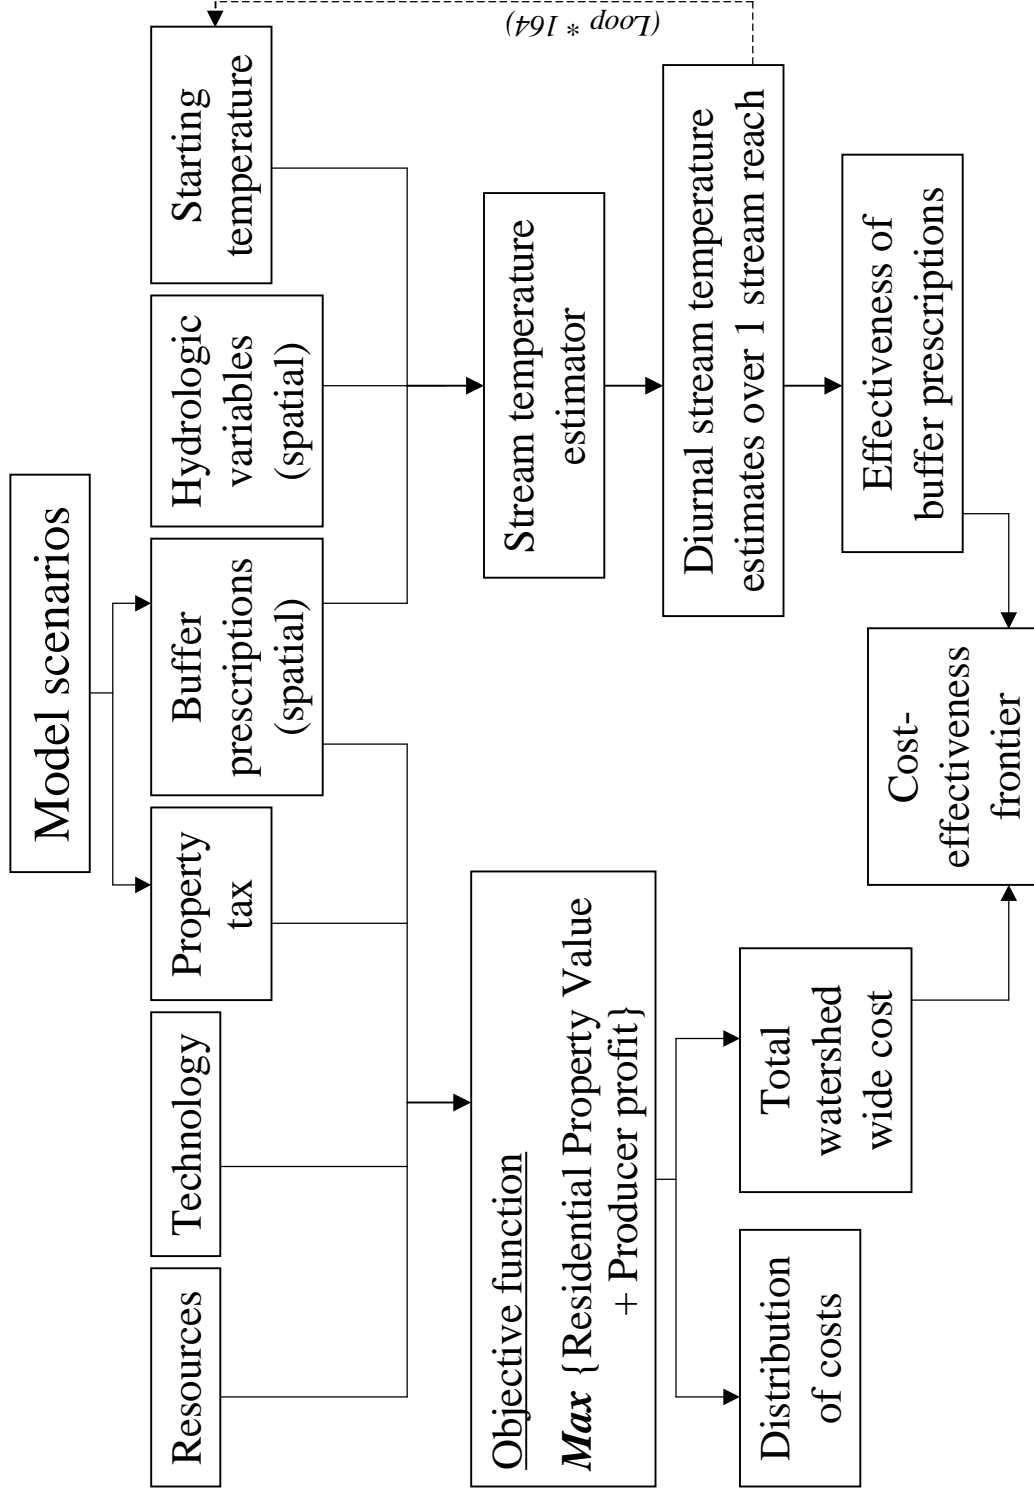 Model scenarios
Resources
Technology
Property
tax
Buffer
prescriptions
(spatial)
Hydrologic
variables
(spatial)
Starting
temperature
Objective function
Max {Residential Property Value
+ Producer profit}
Stream temperature
estimator
Diurnal stream temperature
estimates over 1 stream reach
(Loop * 164)
Distribution
of costs
Total
watershed
wide cost
Effectiveness of
buffer prescriptions
Cost-
effectiveness
frontier